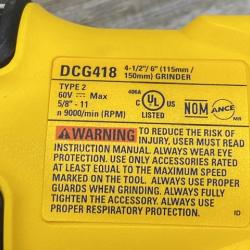 DCG418 4-1/2"/ 6" (115mm/
150mm) GRINDER
TYPE 2
60V Max
5/8" - 11
n 9000/min (RPM)
406A
C UL US
LISTED
NOM ANCE MR
WARNING TO REDUCE THE RISK OF
INJURY, USER MUST READ
INSTRUCTION MANUAL. ALWAYS WEAR EYE
PROTECTION. USE ONLY ACCESSORIES RATED
AT LEAST EQUAL TO THE MAXIMUM SPEED
MARKED ON THE TOOL. ALWAYS USE PROPER
GUARDS WHEN GRINDING. ALWAYS FULLY
TIGHTEN THE ACCESSORY. ALWAYS USE
PROPER RESPIRATORY PROTECTION.
ID